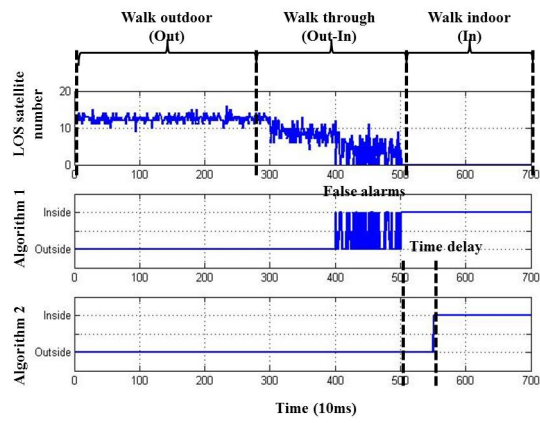 Walk outdoor
(Out)
Walk through
(Out-In)
Walk indoor
(In)
LOS satellite
number
20
10
0
0 100 200 300 400 500 600 700
False alarms
Algorithm 1
Inside
Outside
0 100 200 300 400 500 600 700
Time delay
Algorithm 2
Inside
Outside
0 100 200 300 400 500 600 700
Time (10ms)